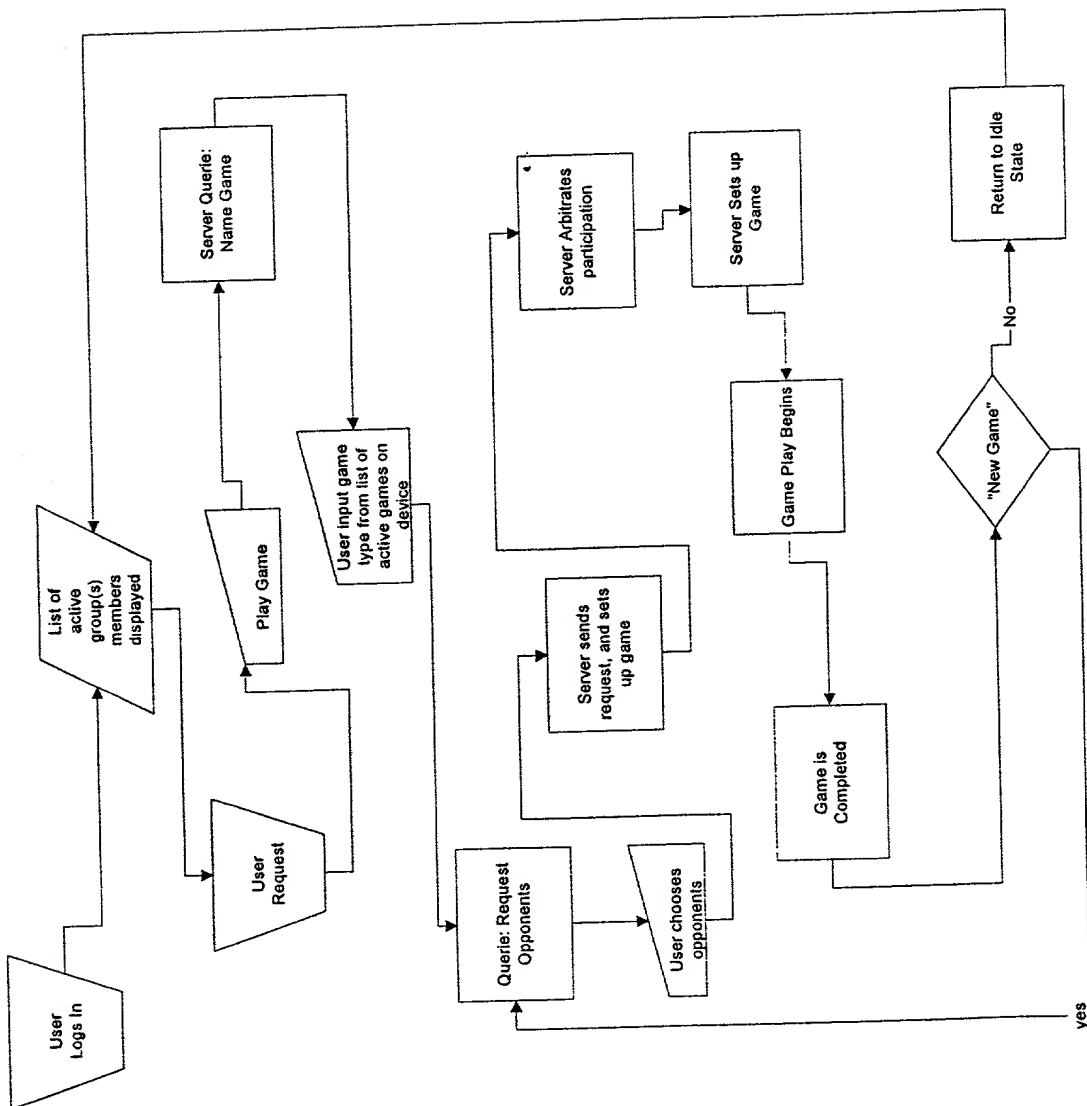 User
Logs In
List of
active
group(s)
members
displayed
User
Request
Play Game
Server Querie:
Name Game
User input game
type from list of
active games on
device
Querie: Request
Opponents
User chooses
opponents
Server sends
request, and sets
up game
Server Arbitrates
participation
Server Sets up
Game
Game Play Begins
Game is
Completed
"New Game"
No
Return to Idle
State
yes